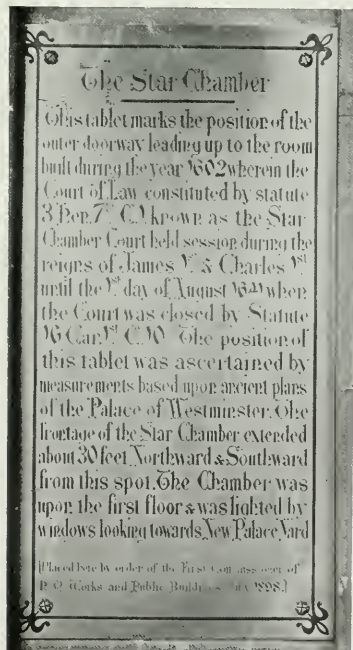 The Star Chamber
This tablet marks the position of the
outer doorway leading up to the room
built during the year 1602 wherein the
Court of Law constituted by statute
3 Hen. 7th C.1 known as the Star
Chamber Court held session during the
reigns of James 1st & Charles 1st
until the 1st day of August 1641 when
the Court was closed by Statute
16 Car. 1st C. 10 The position of
this tablet was ascertained by
measurements based upon ancient plans
of the Palace of Westminster. The
frontage of the Star Chamber extended
about 30 feet Northward & Southward
from this spot. The Chamber was
upon the first floor & was lighted by
windows looking towards New Palace Yard
[Placed here by order of the First Commissioner of
Works and Public Buildings 1898.]